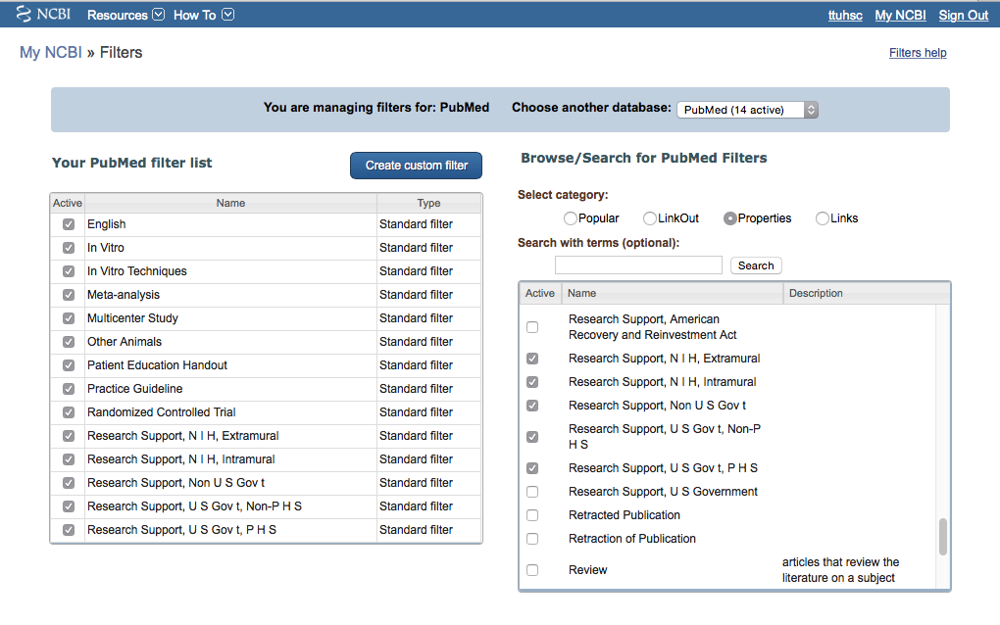 NCBI Resources How To ttuhsc My NCBI Sign Out
My NCBI » Filters Filters help
You are managing filters for: PubMed Choose another database: PubMed (14 active)
Your PubMed filter list Create custom filter
Active Name Type
English Standard filter
In Vitro Standard filter
In Vitro Techniques Standard filter
Meta-analysis Standard filter
Multicenter Study Standard filter
Other Animals Standard filter
Patient Education Handout Standard filter
Practice Guideline Standard filter
Randomized Controlled Trial Standard filter
Research Support, N I H, Extramural Standard filter
Research Support, N I H, Intramural Standard filter
Research Support, Non U S Gov t Standard filter
Research Support, U S Gov t, Non-P H S Standard filter
Research Support, U S Gov t, P H S Standard filter
Browse/Search for PubMed Filters
Select category:
Popular LinkOut Properties Links
Search with terms (optional):
Search
Active Name Description
Research Support, American
Recovery and Reinvestment Act
Research Support, N I H, Extramural
Research Support, N I H, Intramural
Research Support, Non U S Gov t
Research Support, U S Gov t, Non-P
H S
Research Support, U S Gov t, P H S
Research Support, U S Government
Retracted Publication
Retraction of Publication
Review articles that review the
literature on a subject